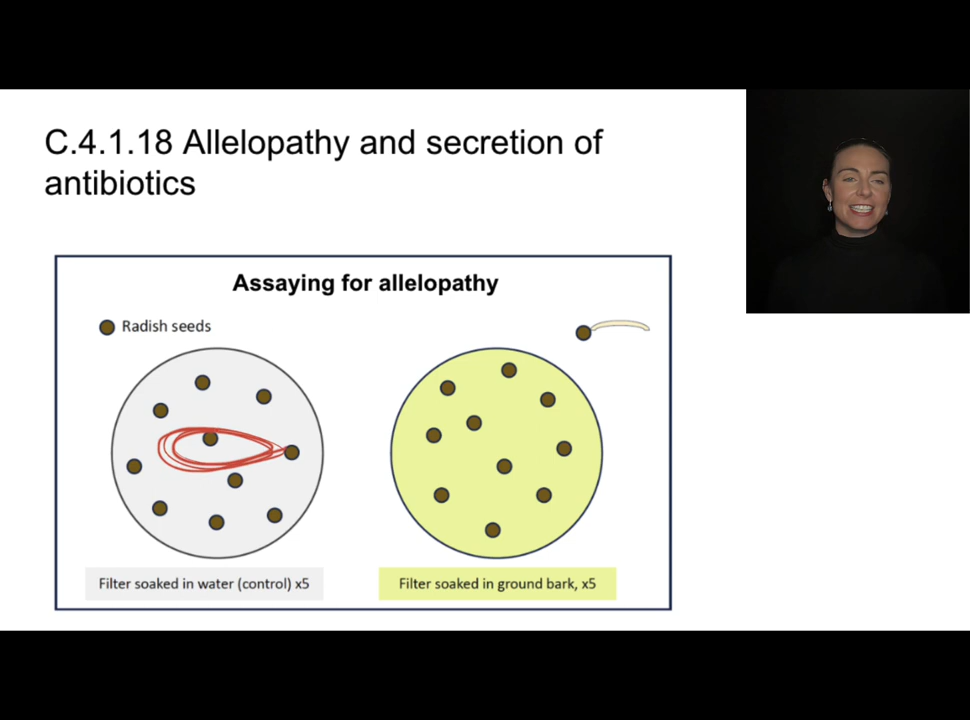 C.4.1.18 Allelopathy and secretion of
antibiotics
Assaying for allelopathy
Radish seeds
Filter soaked in water (control) x5
Filter soaked in ground bark, x5